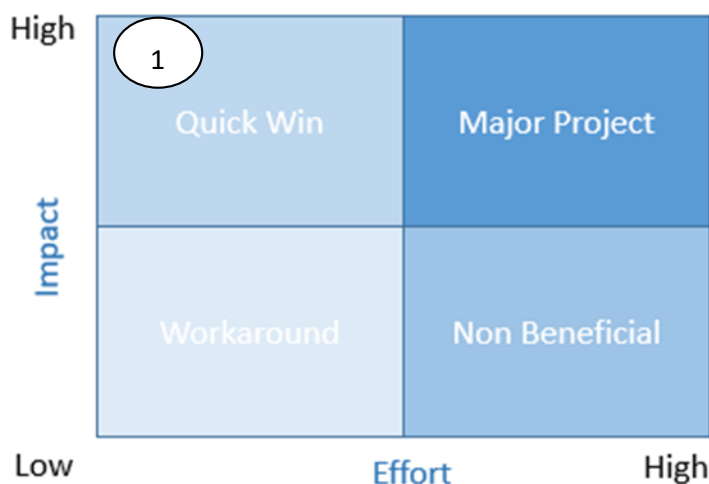 High
1
Quick Win
Major Project
Impact
Workaround
Non Beneficial
Low
Effort
High